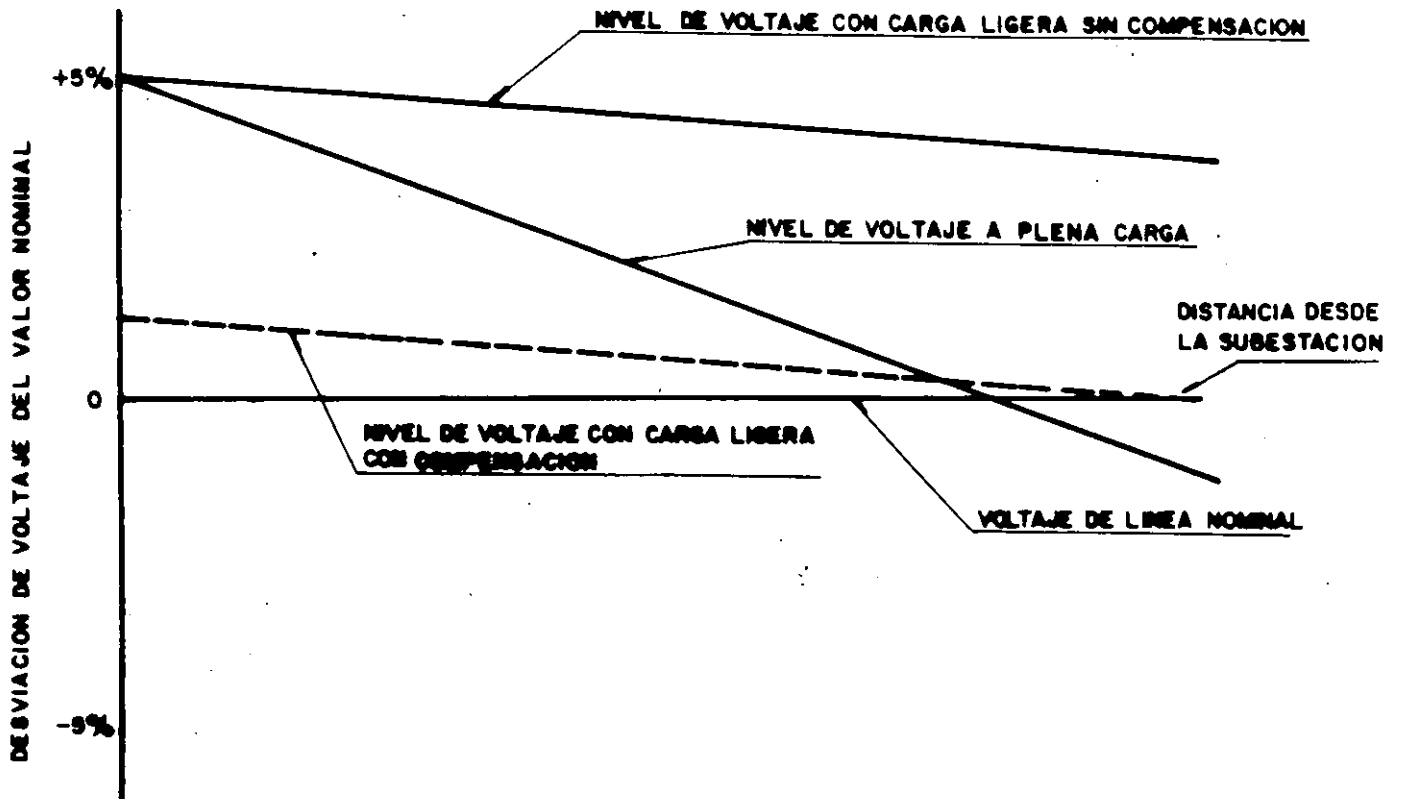 NIVEL DE VOLTAJE CON CARGA LIGERA SIN COMPENSACION
+5%
NIVEL DE VOLTAJE A PLENA CARGA
DESVIACION DE VOLTAJE DEL VALOR NOMINAL
DISTANCIA DESDE
LA SUBESTACION
0
NIVEL DE VOLTAJE CON CARGA LIGERA
CON COMPENSACION
VOLTAJE DE LINEA NOMINAL
-5%